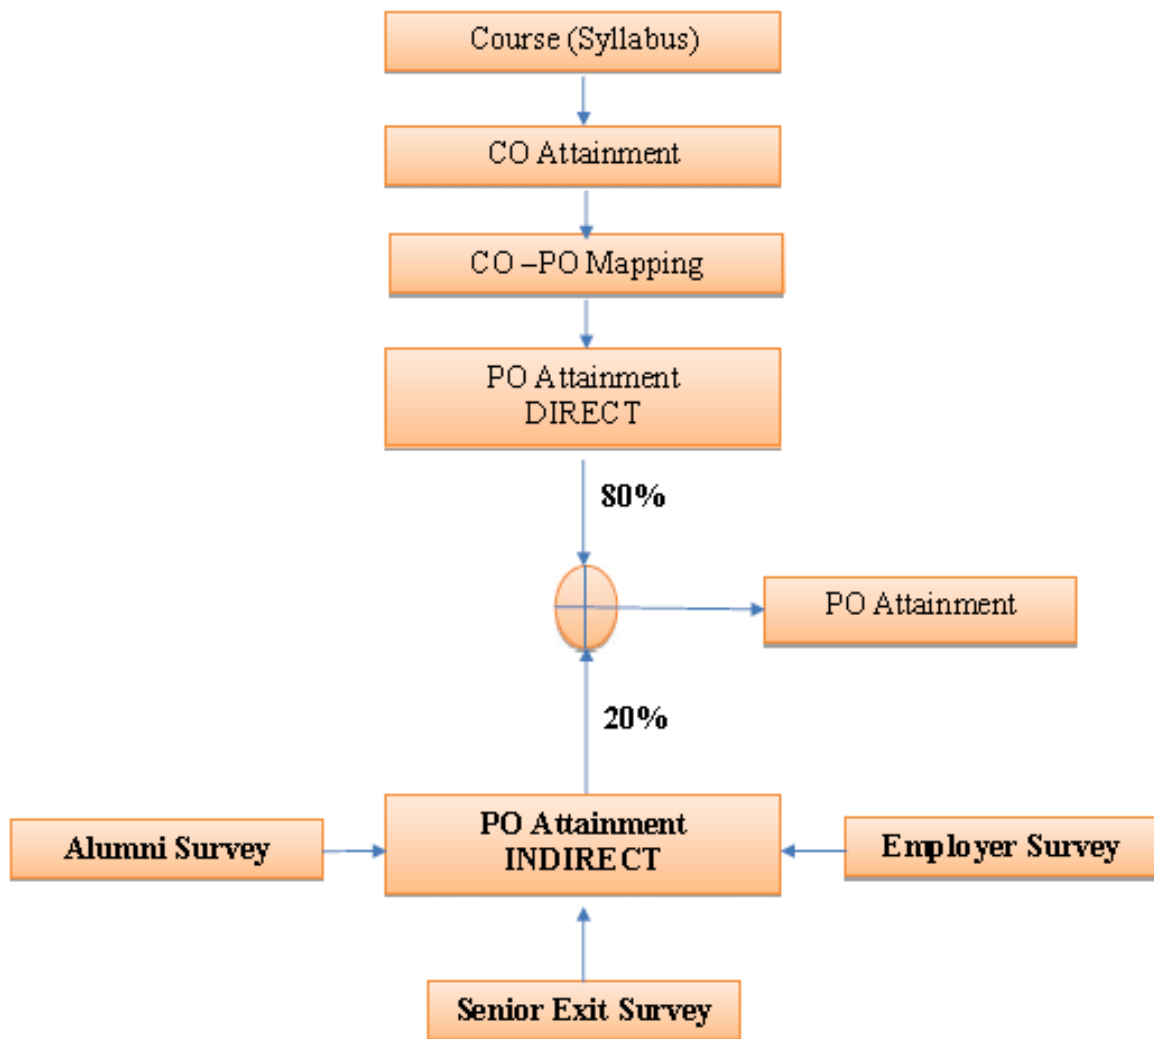 Course (Syllabus)
CO Attainment
CO –PO Mapping
PO Attainment
DIRECT
80%
PO Attainment
20%
PO Attainment
INDIRECT
Alumni Survey
Employer Survey
Senior Exit Survey